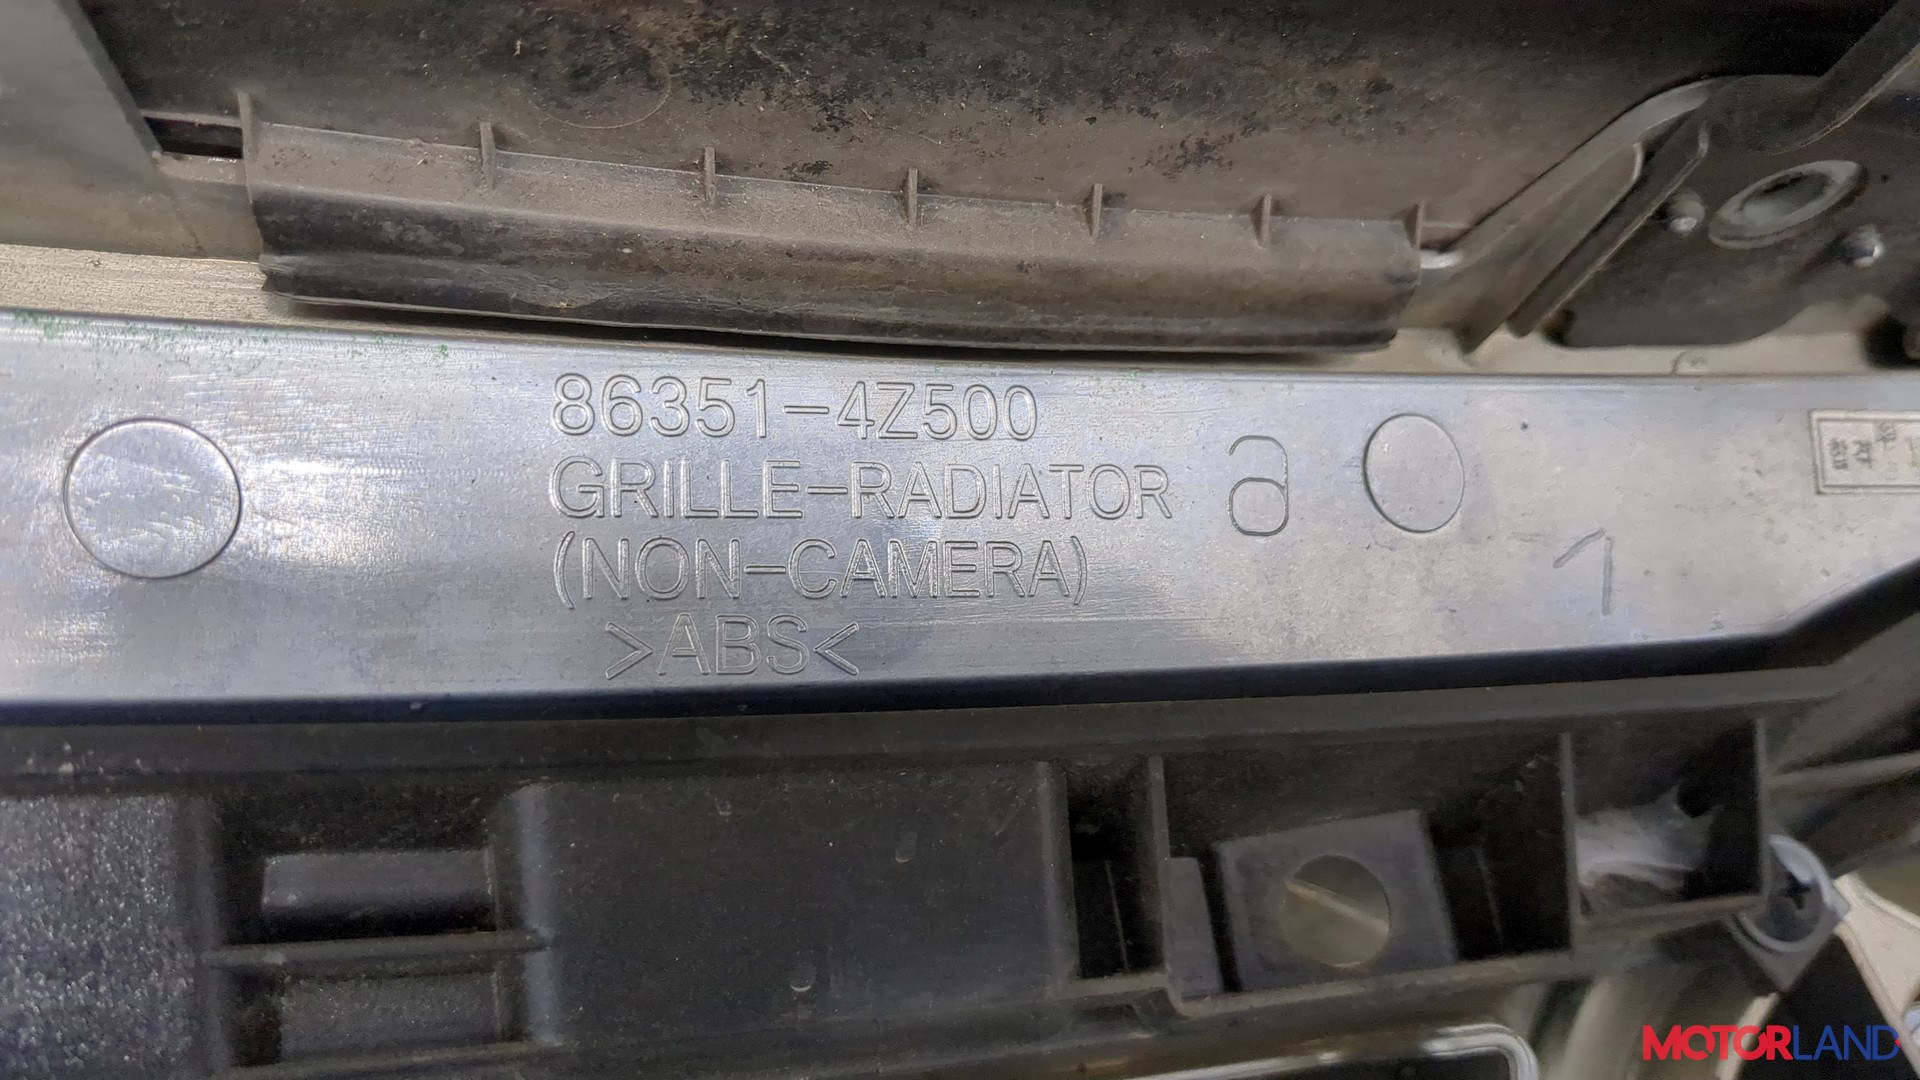 86351-4Z500
GRILLE-RADIATOR a
(NON-CAMERA)
1
>ABS<
MOTORLAND